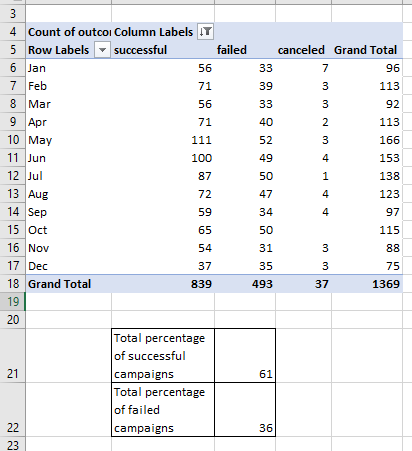 3
4 Count of outcor Column Labels
5 Row Labels successful failed canceled Grand Total
6 Jan 56 33 7 96
7 Feb 71 39 3 113
8 Mar 56 33 3 92
9 Apr 71 40 2 113
10 May 111 52 3 166
11 Jun 100 49 4 153
12 Jul 87 50 1 138
13 Aug 72 47 4 123
14 Sep 59 34 4 97
15 Oct 65 50 115
16 Nov 54 31 3 88
17 Dec 37 35 3 75
18 Grand Total 839 493 37 1369
19
20
Total percentage
of successful
21 campaigns 61
Total percentage
of failed
22 campaigns 36
23